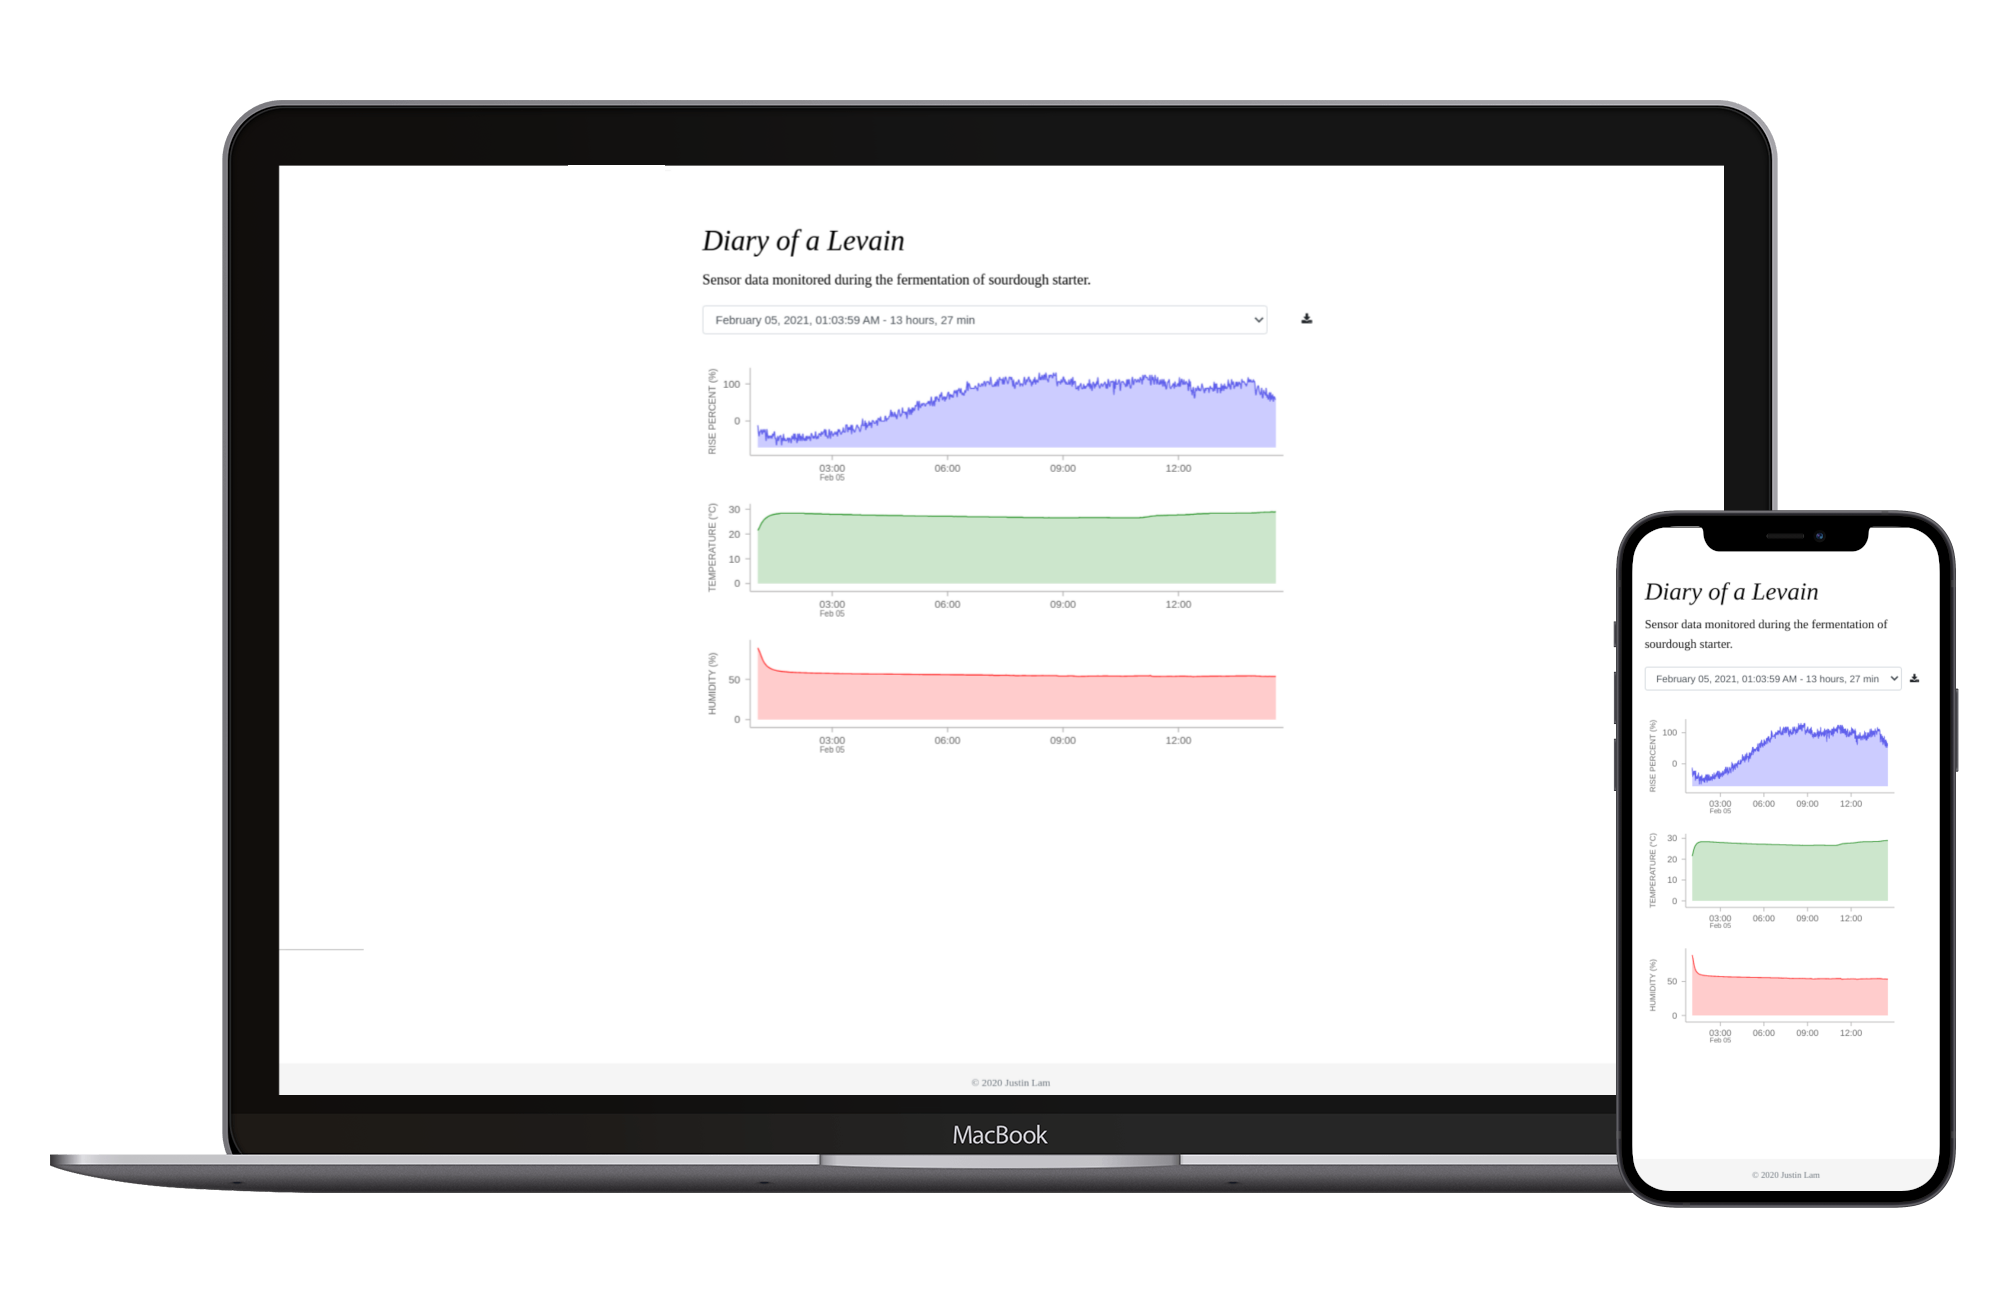 Diary of a Levain
Sensor data monitored during the fermentation of sourdough starter.
February 05, 2021, 01:03:59 AM - 13 hours, 27 min
RISE PERCENT (%)
100
0
03:00 06:00 09:00 12:00
Feb 05
TEMPERATURE (°C)
30
20
10
0
03:00 06:00 09:00 12:00
Feb 05
HUMIDITY (%)
50
0
03:00 06:00 09:00 12:00
Feb 05
© 2020 Justin Lam
MacBook
Diary of a Levain
Sensor data monitored during the fermentation of
sourdough starter.
February 05, 2021, 01:03:59 AM - 13 hours, 27 min
RISE PERCENT (%)
100
0
03:00 06:00 09:00 12:00
Feb 05
TEMPERATURE (°C)
30
20
10
0
03:00 06:00 09:00 12:00
Feb 05
HUMIDITY (%)
50
0
03:00 06:00 09:00 12:00
Feb 05
© 2020 Justin Lam